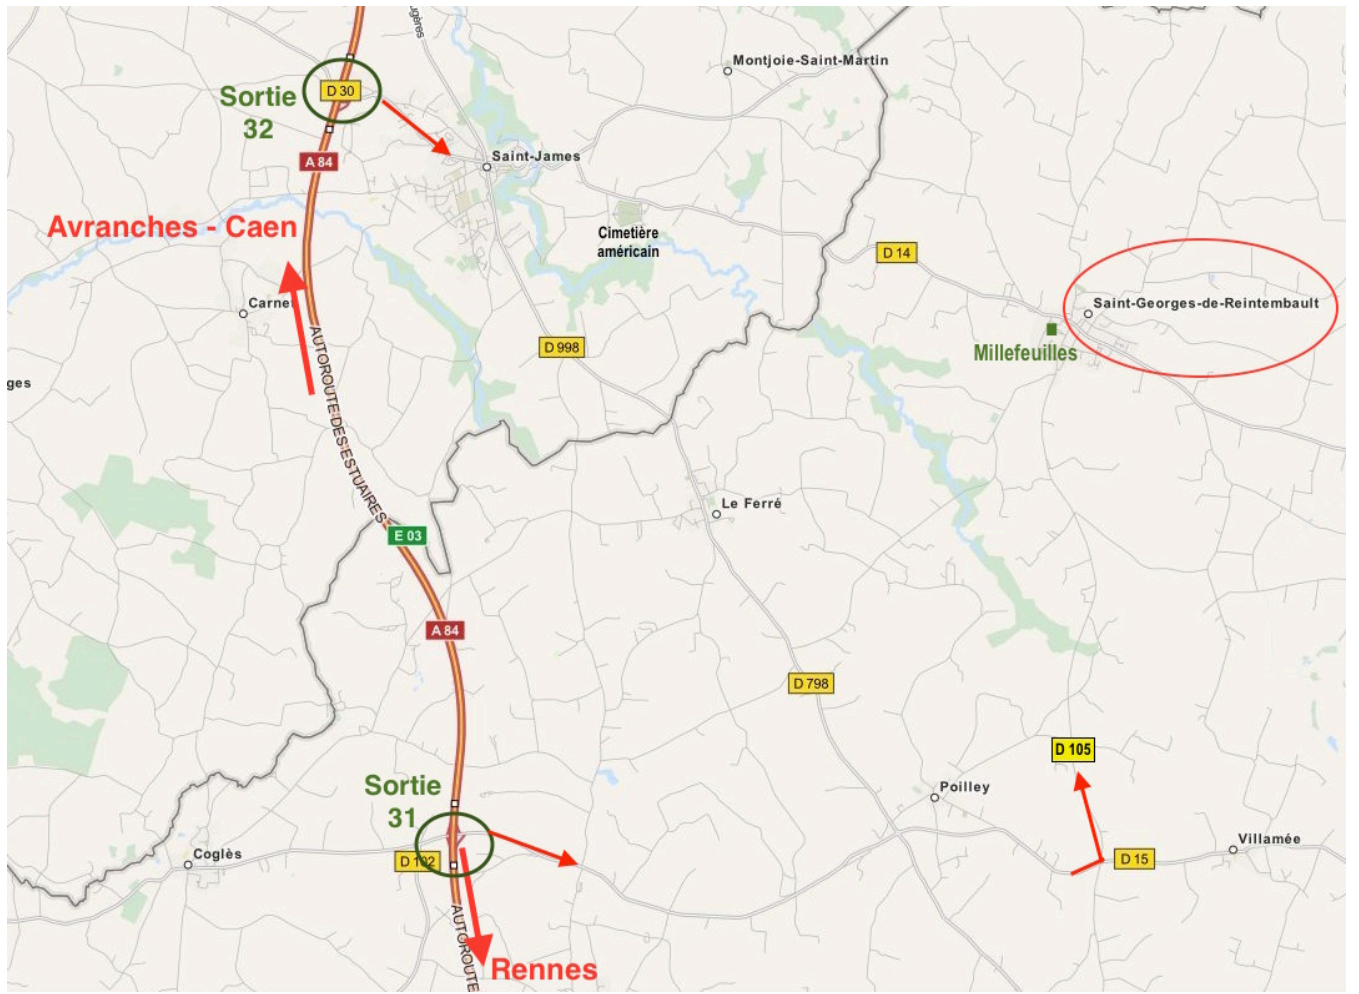 ugères
Montjoie-Saint-Martin
D 30
Sortie
32
Saint-James
A 84
Avranches - Caen
Cimetière
américain
D 14
Carnet
Saint-Georges-de-Reintembault
Millefeuilles
D 998
ges
AUTOROUTE DES ESTUAIRES
Le Ferré
E 03
A 84
D 798
D 105
Sortie
31
Poilley
Villamée
Coglès
D 102
D 15
AUTOROUTE
Rennes